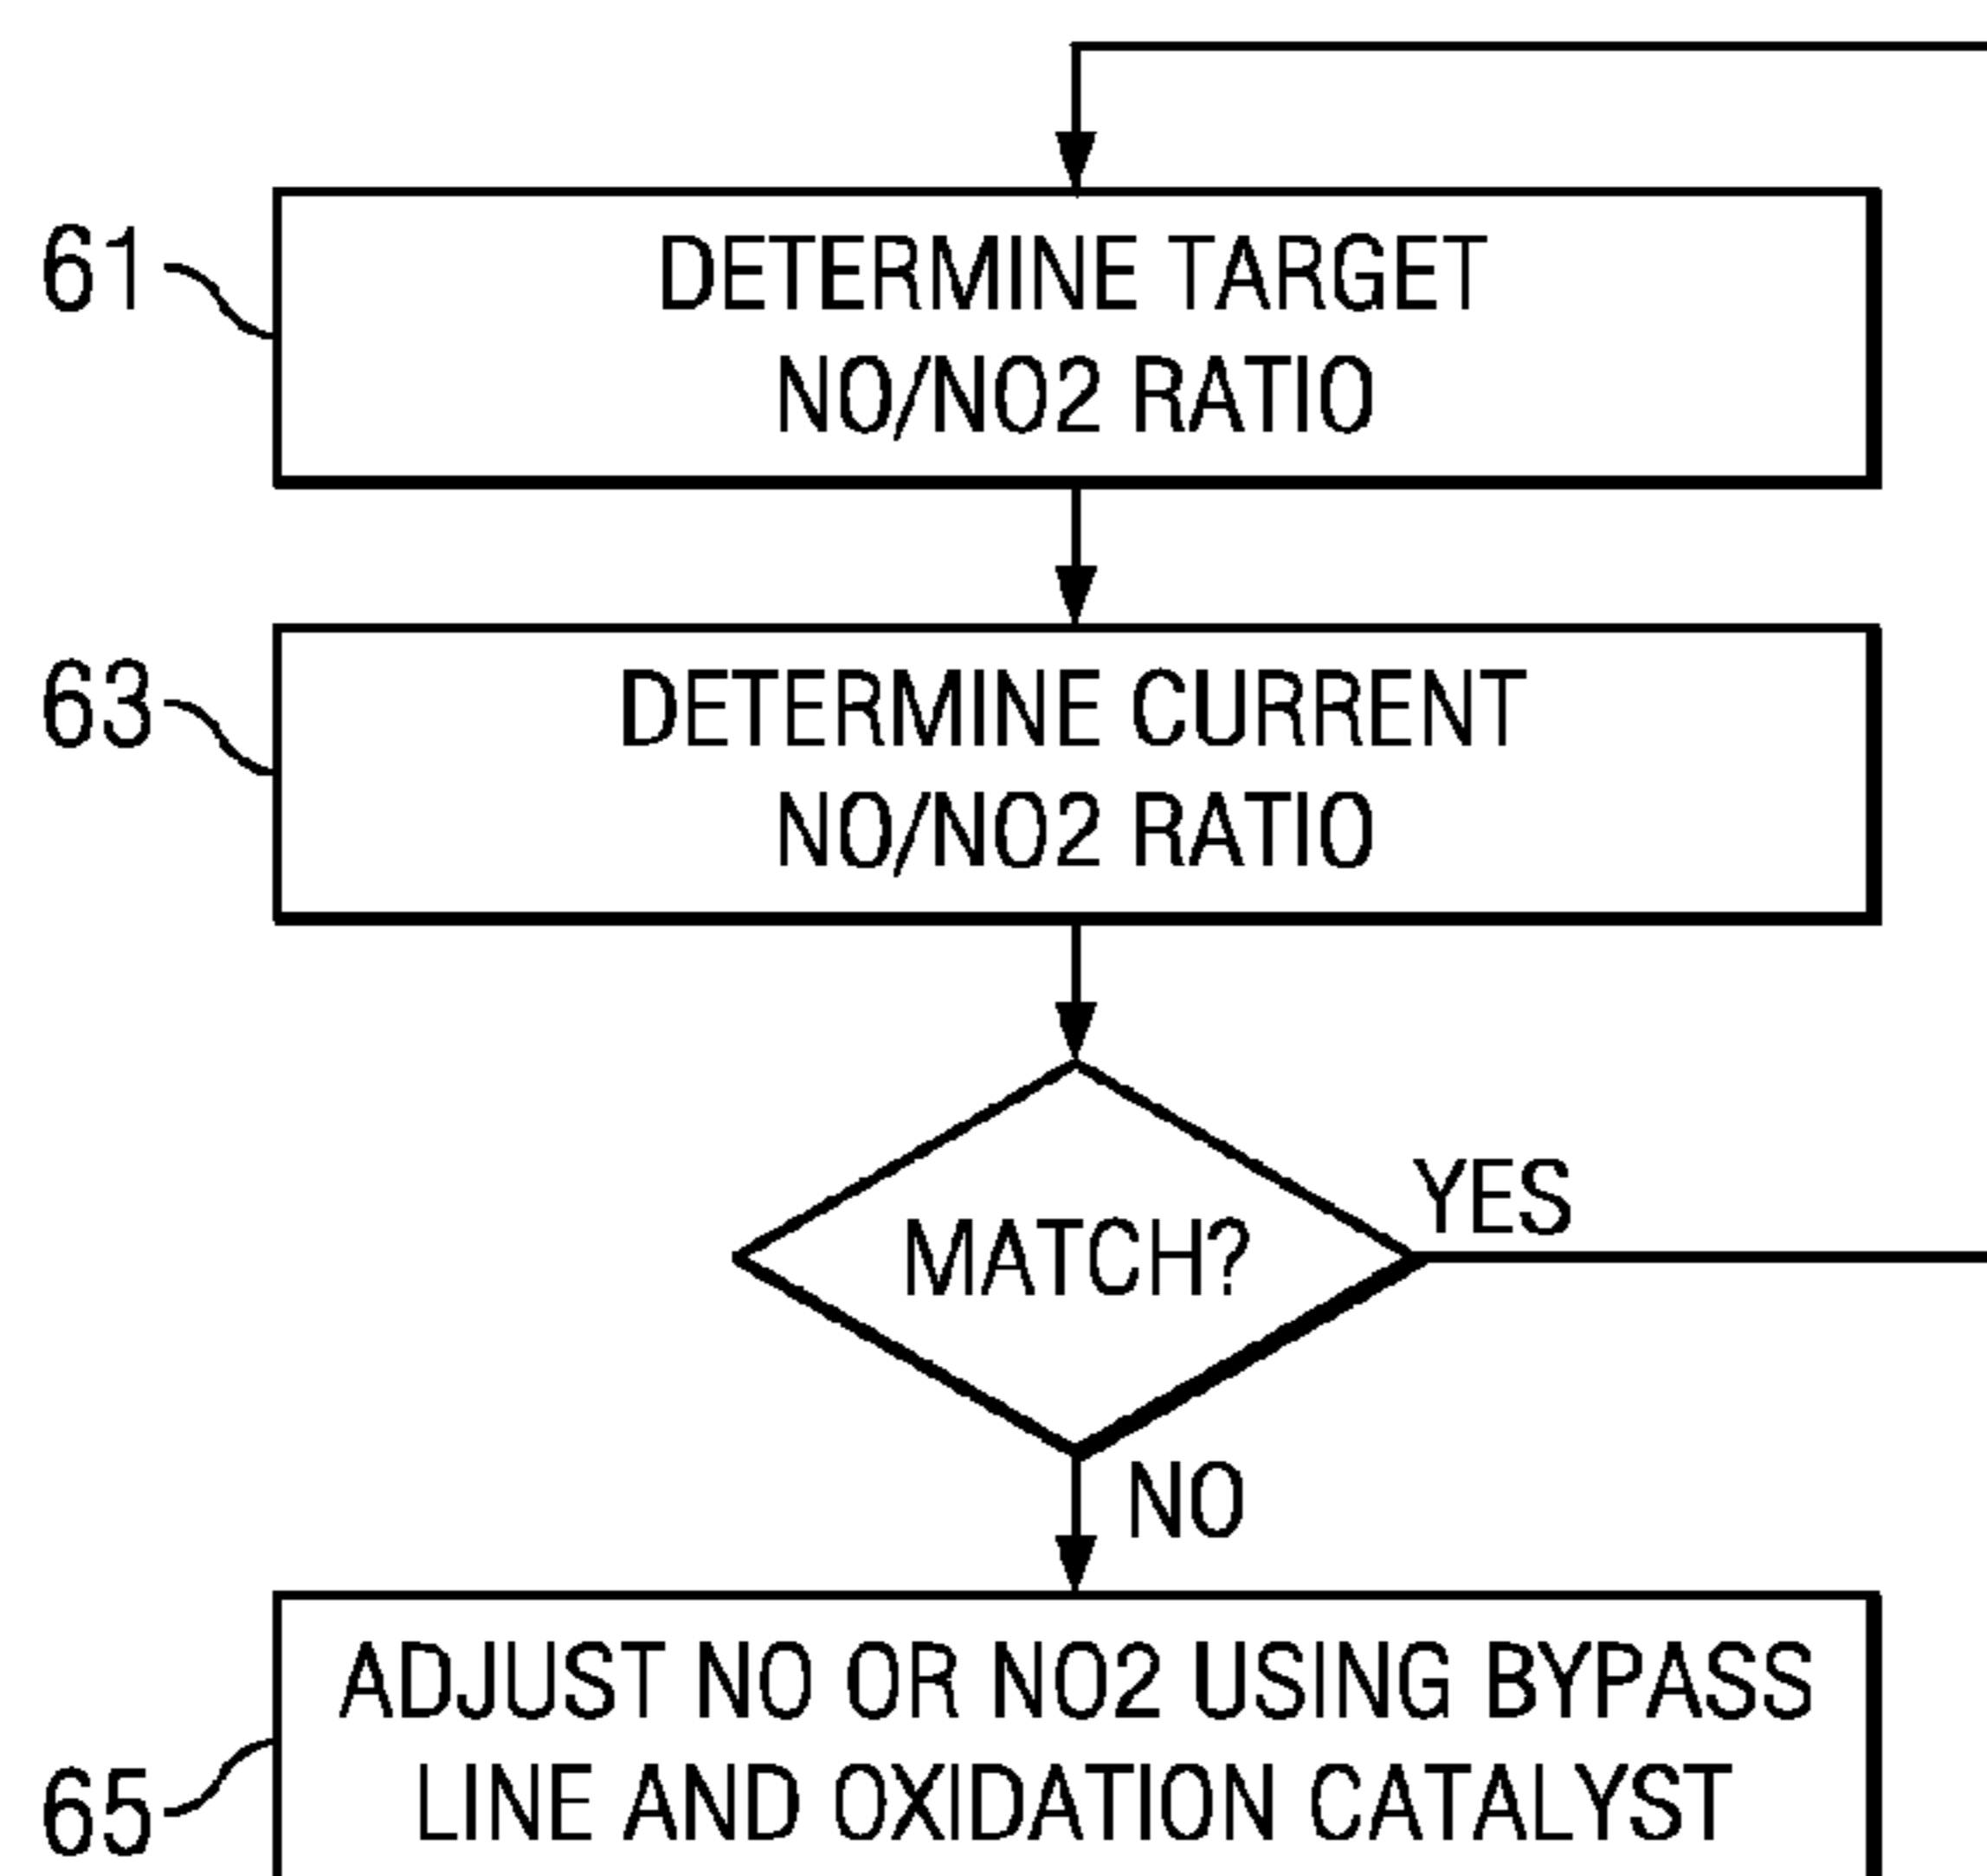 61
DETERMINE TARGET
NO/NO2 RATIO
63
DETERMINE CURRENT
NO/NO2 RATIO
MATCH?
YES
NO
65
ADJUST NO OR NO2 USING BYPASS
LINE AND OXIDATION CATALYST